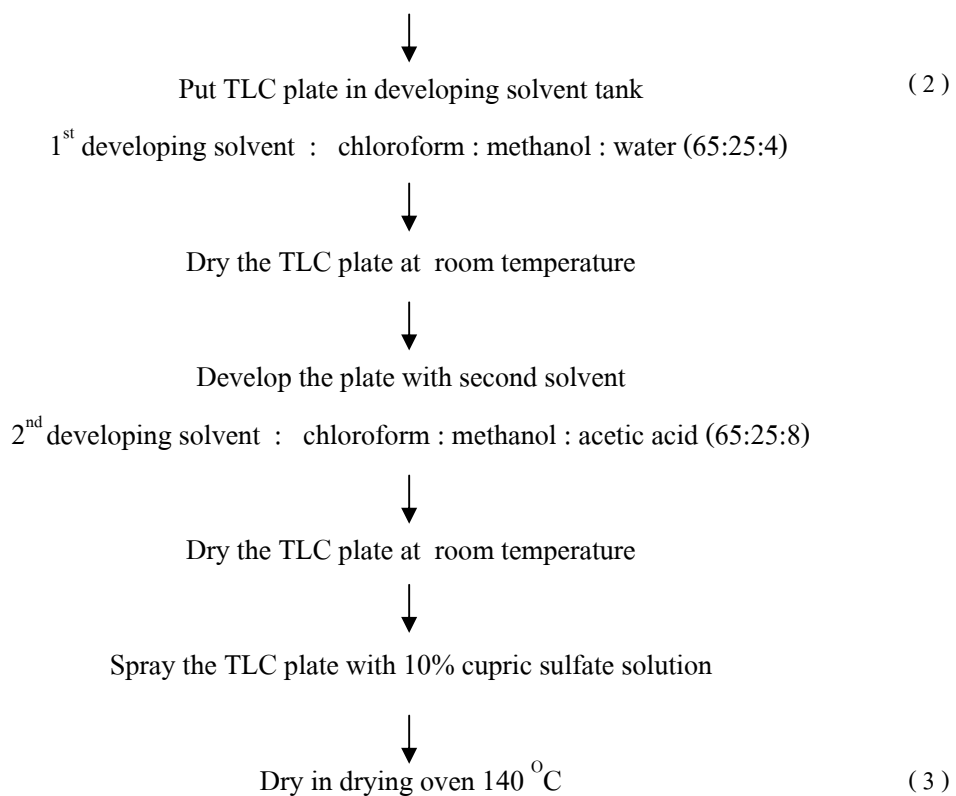 Put TLC plate in developing solvent tank ( 2 )
1st developing solvent : chloroform : methanol : water (65:25:4)
Dry the TLC plate at room temperature
Develop the plate with second solvent
2nd developing solvent : chloroform : methanol : acetic acid (65:25:8)
Dry the TLC plate at room temperature
Spray the TLC plate with 10% cupric sulfate solution
Dry in drying oven 140 °C ( 3 )